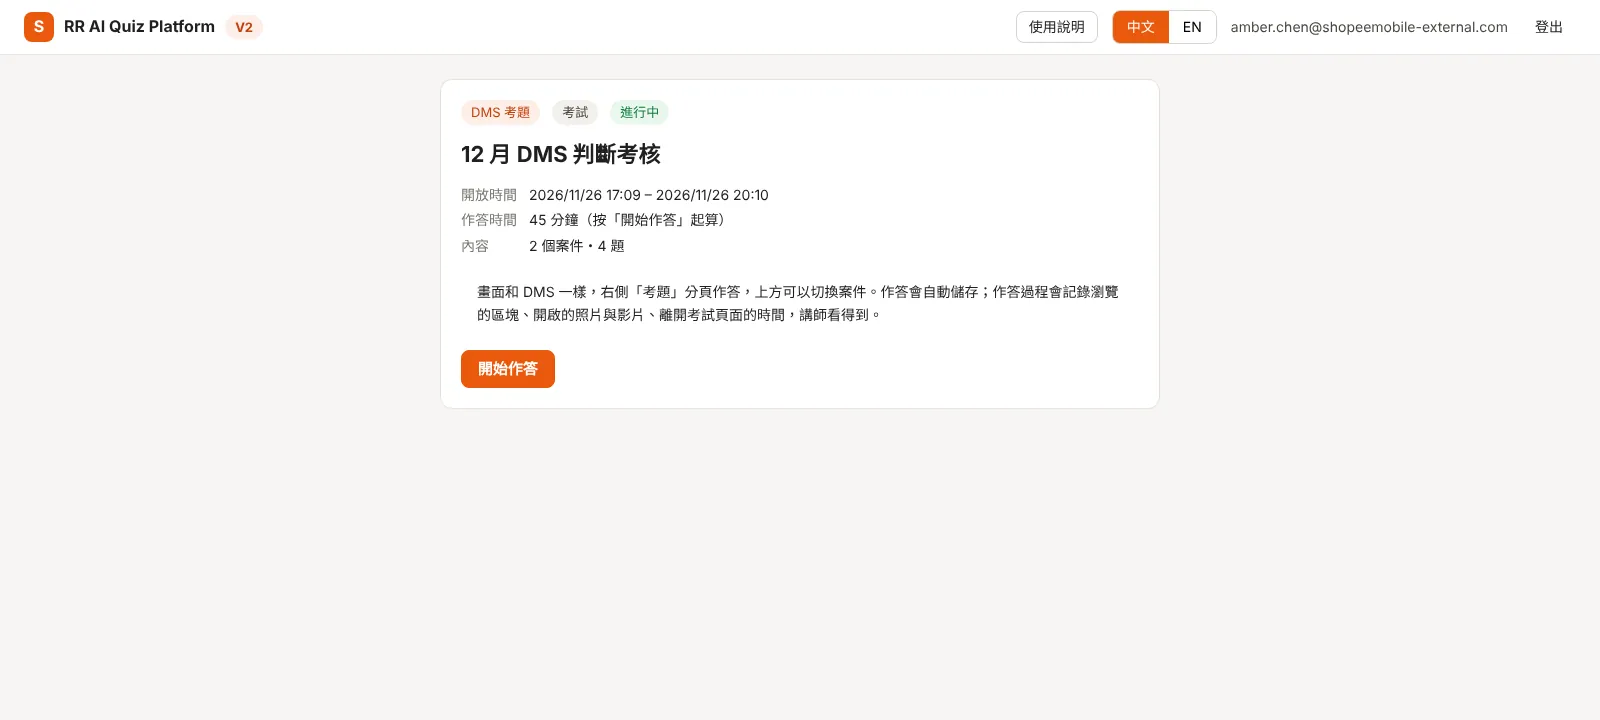 S RR AI Quiz Platform V2 使用說明 中文 EN amber.chen@shopeemobile-external.com 登出
DMS 考題 考試 進行中
12 月 DMS 判斷考核
開放時間 2026/11/26 17:09 – 2026/11/26 20:10
作答時間 45 分鐘（按「開始作答」起算）
內容 2 個案件・4 題
畫面和 DMS 一樣，右側「考題」分頁作答，上方可以切換案件。作答會自動儲存；作答過程會記錄瀏覽
的區塊、開啟的照片與影片、離開考試頁面的時間，講師看得到。
開始作答